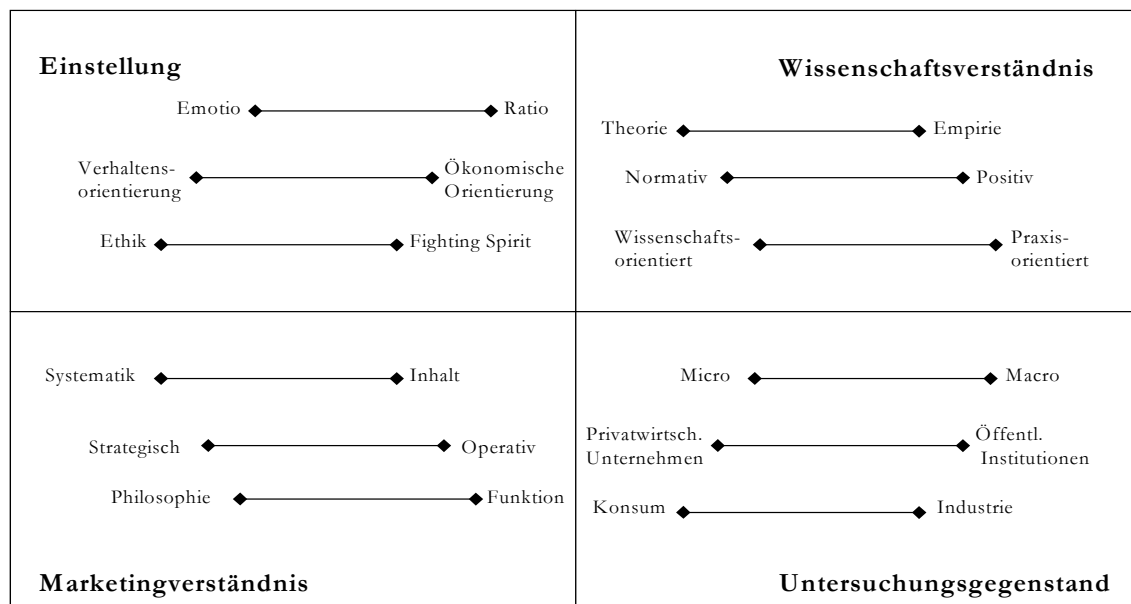 Einstellung
Emotio
Ratio
Verhaltens-
orientierung
Ökonomische
Orientierung
Ethik
Fighting Spirit
Wissenschaftsverständnis
Theorie
Empirie
Normativ
Positiv
Wissenschafts-
orientiert
Praxis-
orientiert
Systematik
Inhalt
Strategisch
Operativ
Philosophie
Funktion
Marketingverständnis
Micro
Macro
Privatwirtsch.
Unternehmen
Öffentl.
Institutionen
Konsum
Industrie
Untersuchungsgegenstand